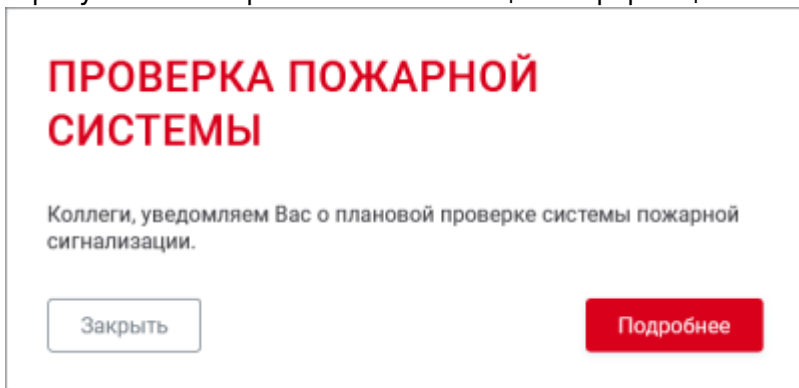 ПРОВЕРКА ПОЖАРНОЙ
СИСТЕМЫ
Коллеги, уведомляем Вас о плановой проверке системы пожарной
сигнализации.
Закрыть
Подробнее